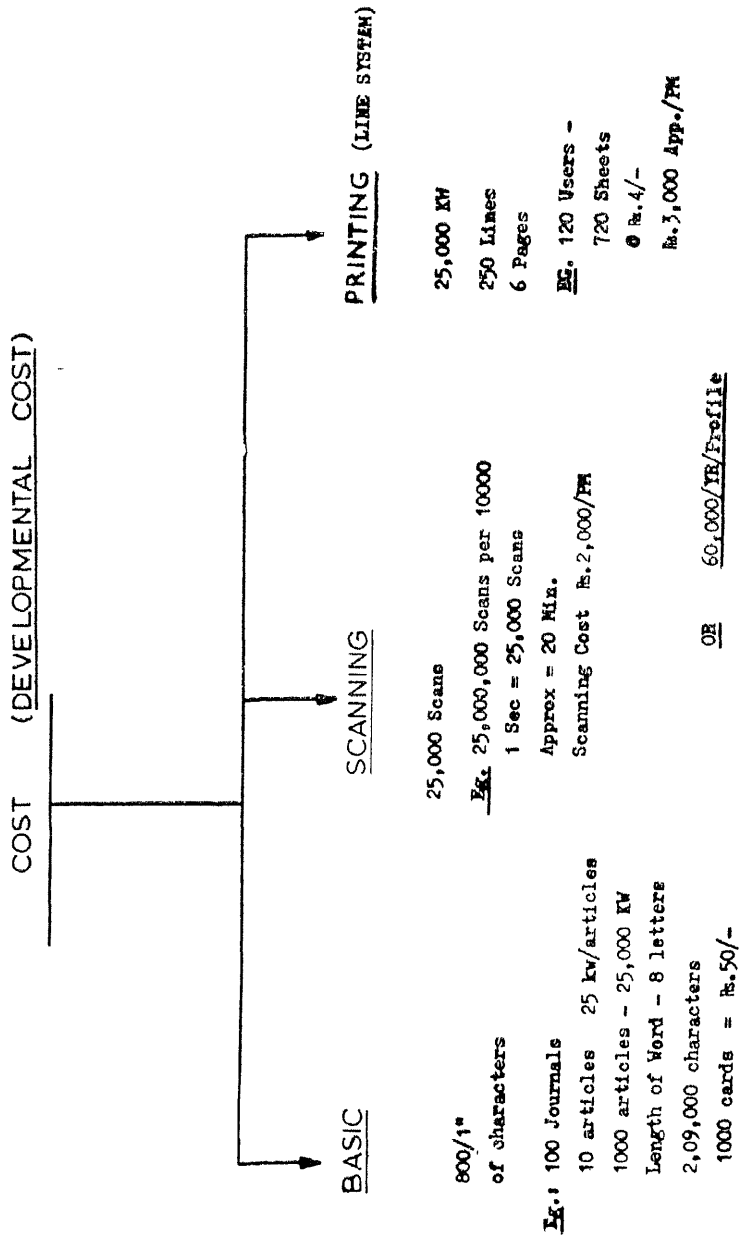 COST (DEVELOPMENTAL COST)
BASIC
800/1"
of characters
Eg.: 100 Journals
10 articles 25 kw/articles
1000 articles - 25,000 KW
Length of Word - 8 letters
2,09,000 characters
1000 cards = Rs.50/-
SCANNING
25,000 Scans
Eg. 25,000,000 Scans per 10000
1 Sec = 25,000 Scans
Approx = 20 Min.
Scanning Cost Rs.2,000/PM
OR 60,000/YR/Profile
PRINTING (LINE SYSTEM)
25,000 KW
250 Lines
6 Pages
EG. 120 Users -
720 Sheets
@ Rs.4/-
Rs.3,000 App./PM